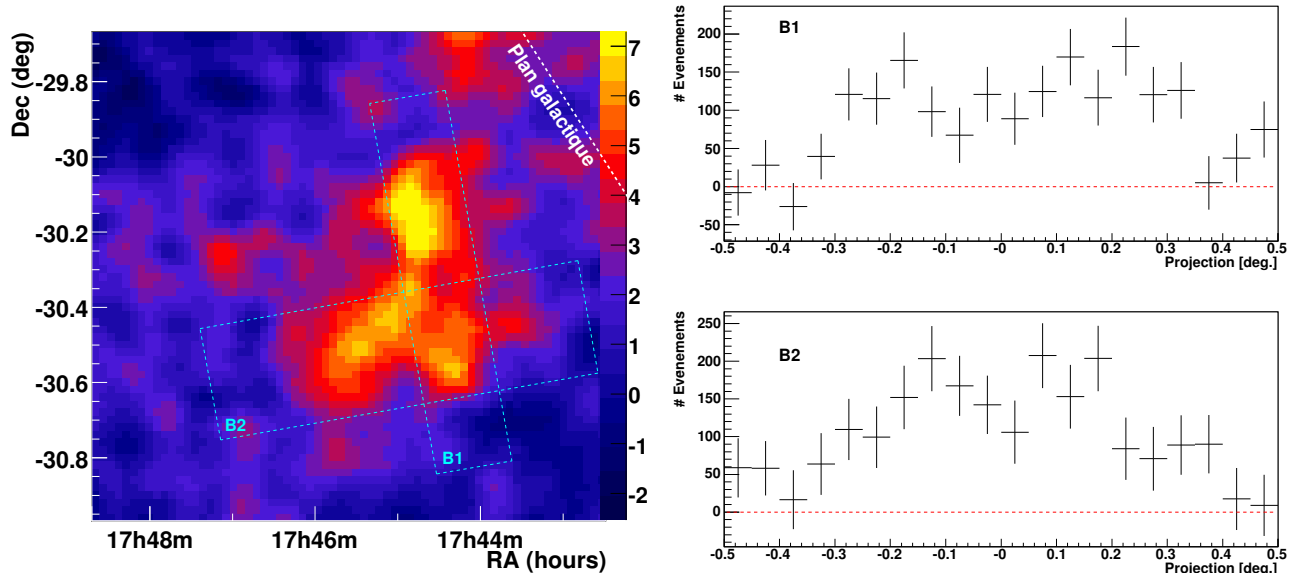 Dec (deg)
-29.8
-30
-30.2
-30.4
-30.6
-30.8
17h48m
17h46m
17h44m
RA (hours)
Plan galactique
B2
B1
7
6
5
4
3
2
1
0
-1
-2
B1
# Evenements
200
150
100
50
0
-50
-0.5 -0.4 -0.3 -0.2 -0.1 -0 0.1 0.2 0.3 0.4 0.5
Projection [deg.]
B2
# Evenements
250
200
150
100
50
0
-0.5 -0.4 -0.3 -0.2 -0.1 -0 0.1 0.2 0.3 0.4 0.5
Projection [deg.]